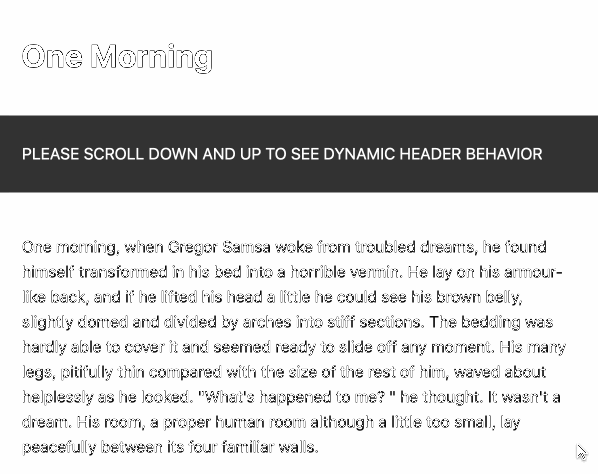 One Morning
PLEASE SCROLL DOWN AND UP TO SEE DYNAMIC HEADER BEHAVIOR
One morning, when Gregor Samsa woke from troubled dreams, he found
himself transformed in his bed into a horrible vermin. He lay on his armour-
like back, and if he lifted his head a little he could see his brown belly,
slightly domed and divided by arches into stiff sections. The bedding was
hardly able to cover it and seemed ready to slide off any moment. His many
legs, pitifully thin compared with the size of the rest of him, waved about
helplessly as he looked. "What's happened to me? " he thought. It wasn't a
dream. His room, a proper human room although a little too small, lay
peacefully between its four familiar walls.